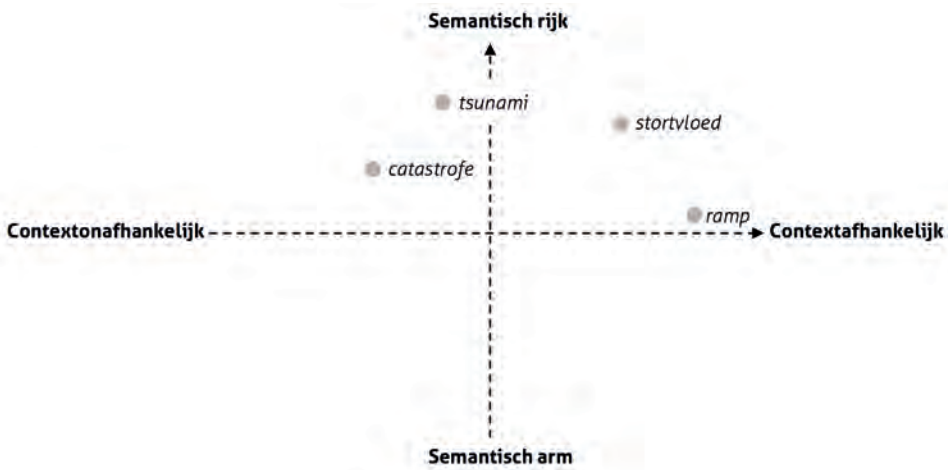 Semantisch rijk
tsunami
stortvloed
catastrofe
ramp
Contextonafhankelijk
Contextafhankelijk
Semantisch arm